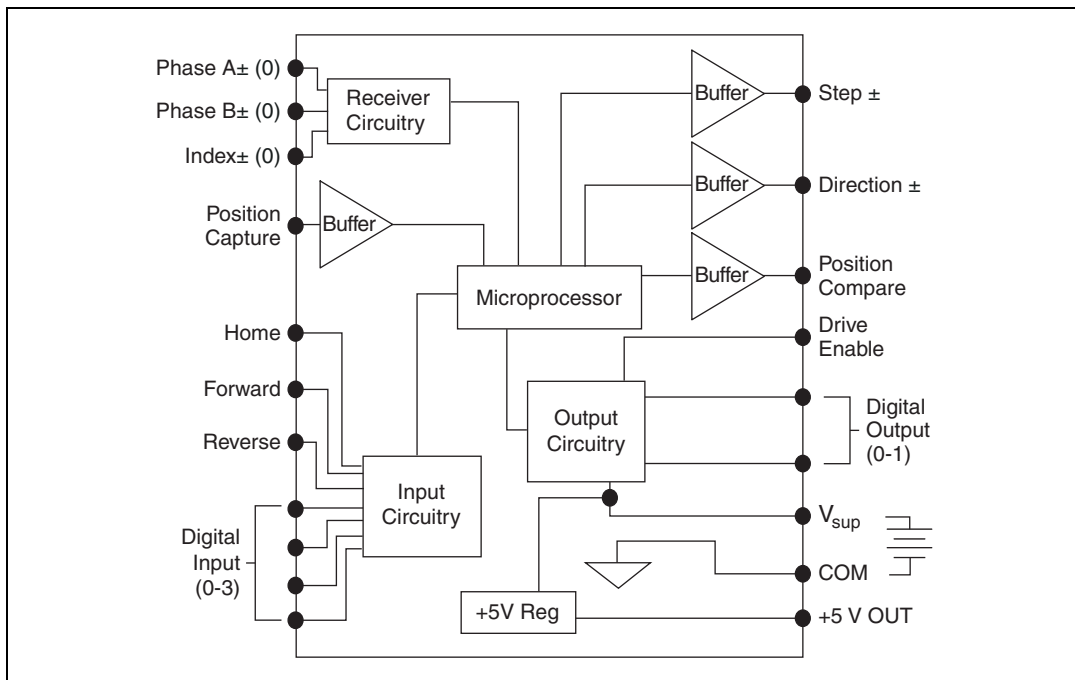 Phase A± (0)
Phase B± (0)
Index± (0)
Receiver
Circuitry
Position
Capture
Buffer
Home
Forward
Reverse
Digital
Input
(0-3)
Input
Circuitry
Microprocessor
Output
Circuitry
+5V Reg
Buffer
Step ±
Buffer
Direction ±
Buffer
Position
Compare
Drive
Enable
Digital
Output
(0-1)
Vsup
COM
+5 V OUT